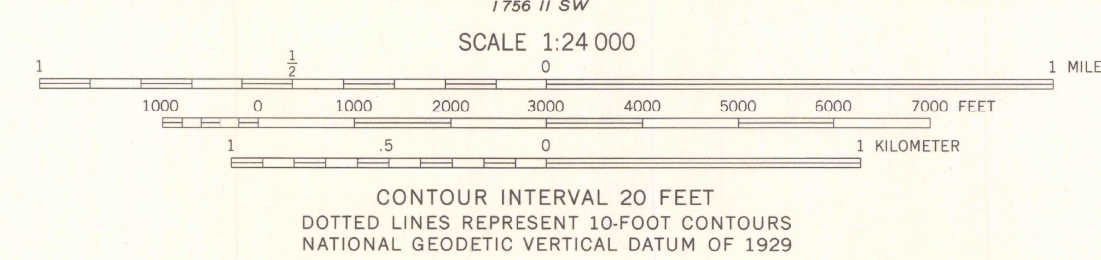 1756 II SW
SCALE 1:24 000
1 1/2 0 1 MILE
1000 0 1000 2000 3000 4000 5000 6000 7000 FEET
1 .5 0 1 KILOMETER
CONTOUR INTERVAL 20 FEET
DOTTED LINES REPRESENT 10-FOOT CONTOURS
NATIONAL GEODETIC VERTICAL DATUM OF 1929